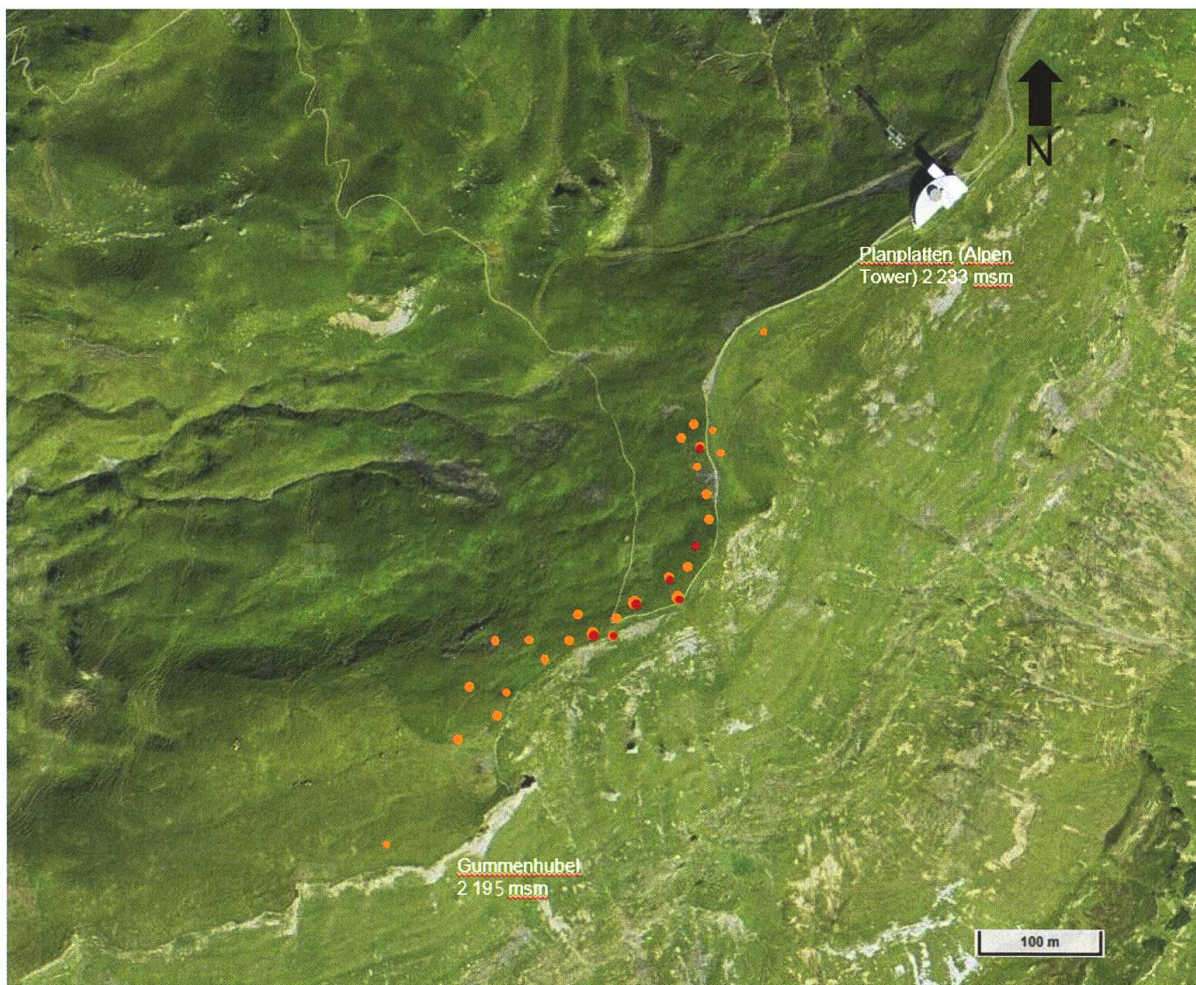 N
Planplatten (Alpen
Tower) 2 233 msm
Gummenhubel
2 195 msm
100 m